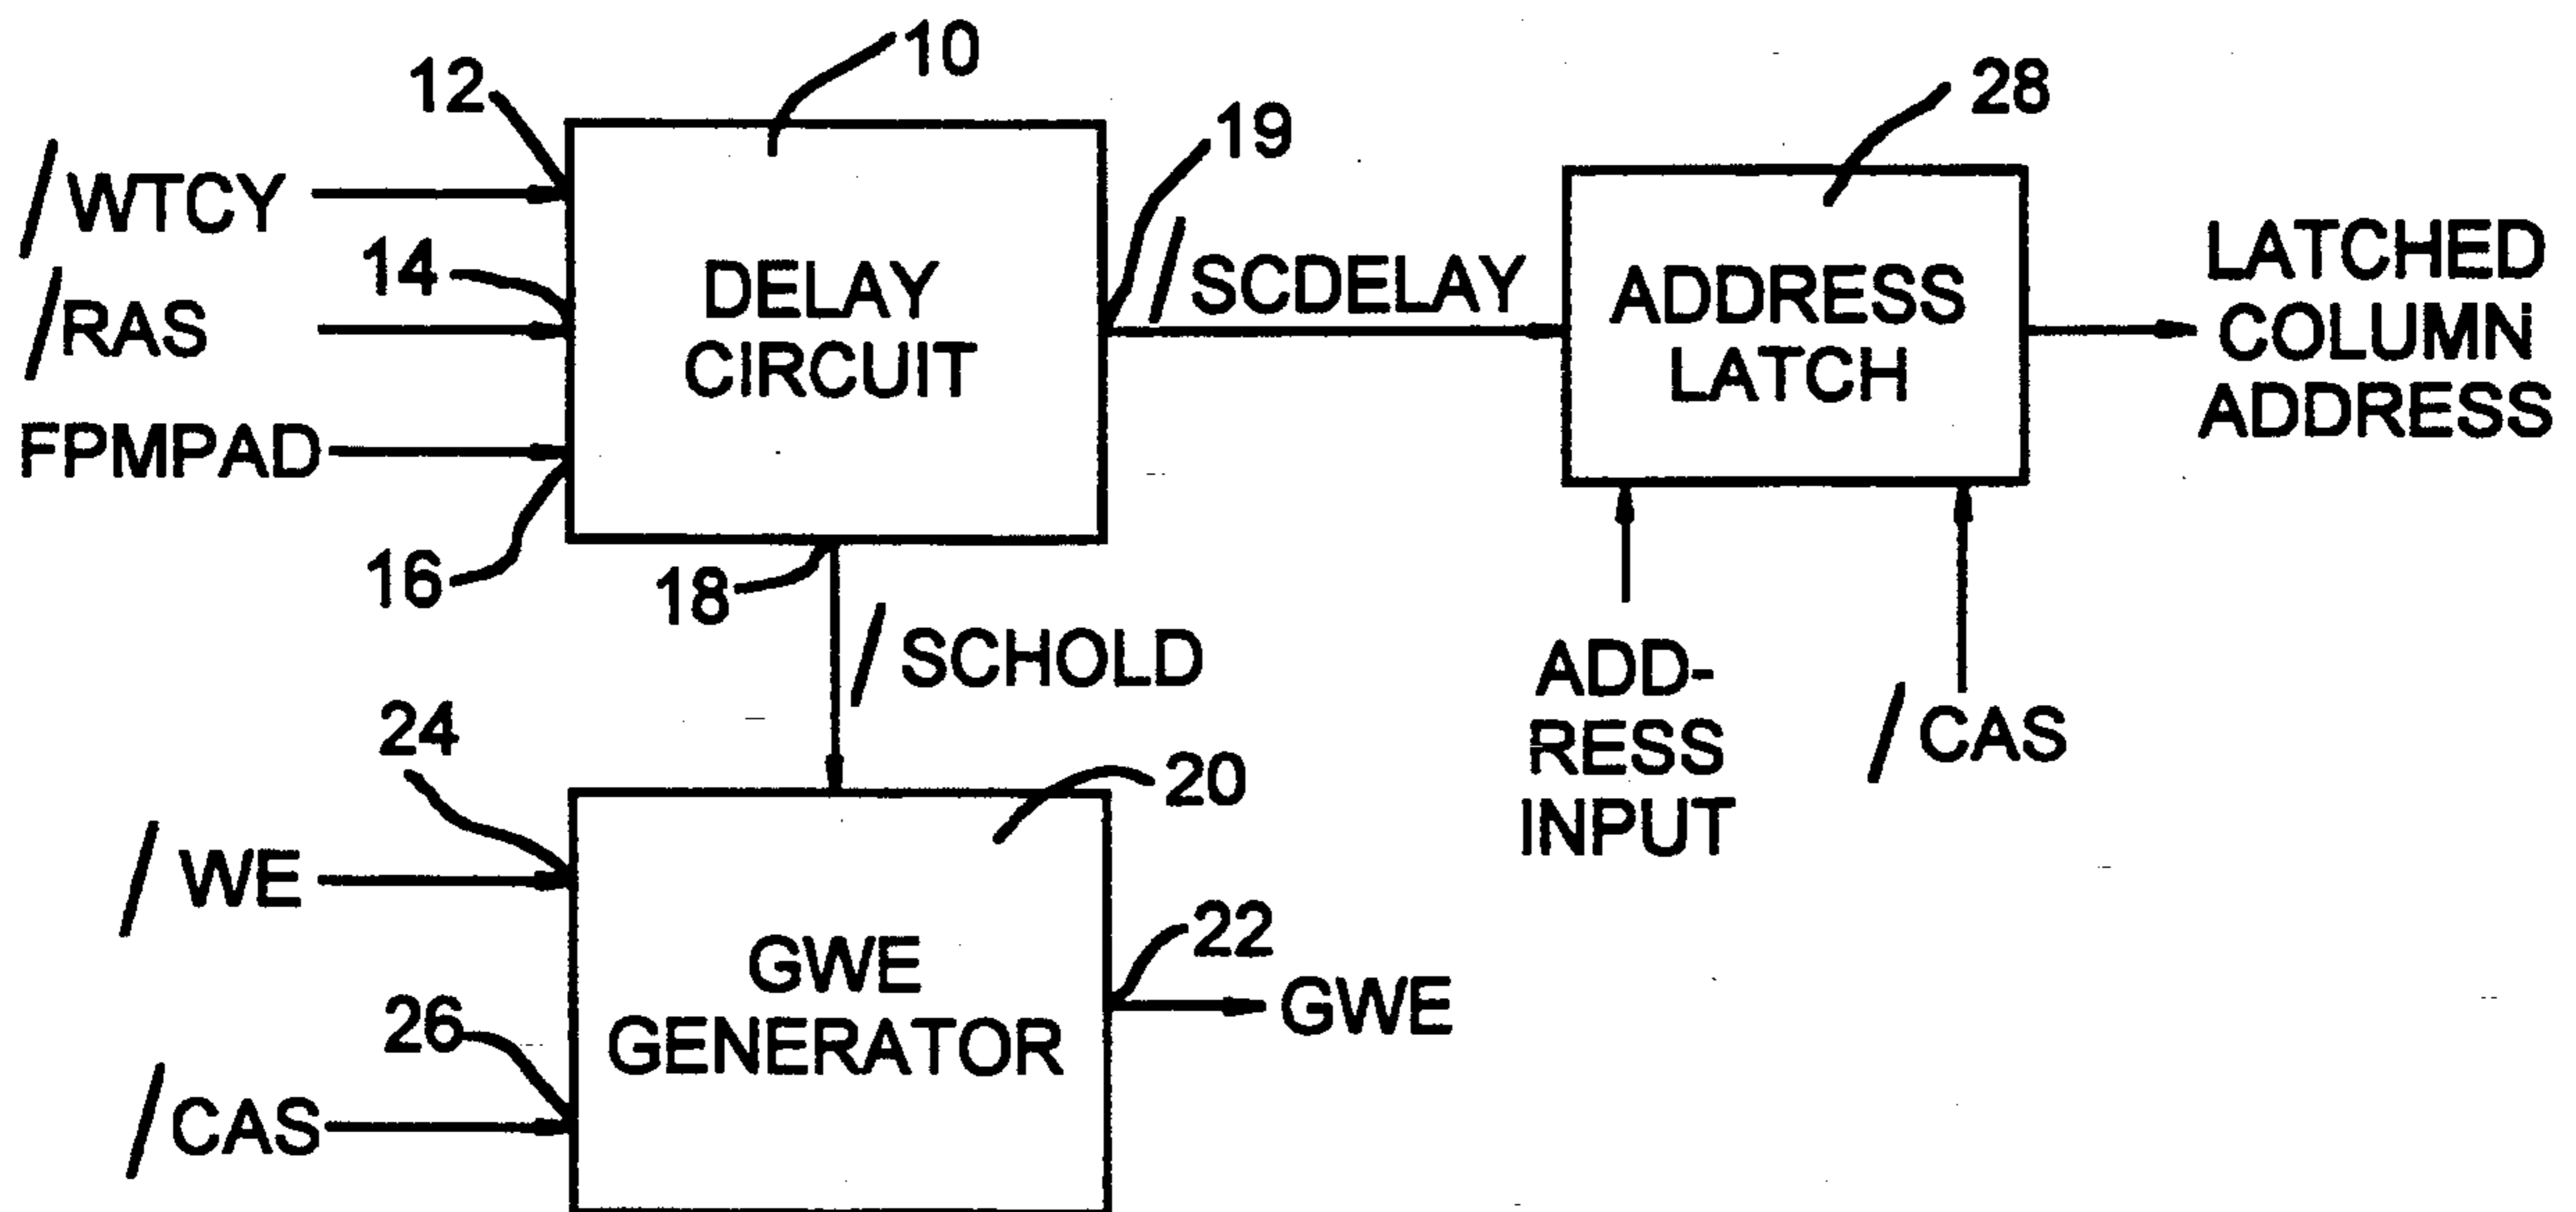 10
12
28
19
/WTCY
14
/SCDELAY
DELAY
CIRCUIT
ADDRESS
LATCH
LATCHED
COLUMN
ADDRESS
/RAS
FPMPAD
16
18
/SCHOLD
ADD-
RESS
INPUT
/CAS
24
20
/WE
GWE
GENERATOR
22
GWE
26
/CAS